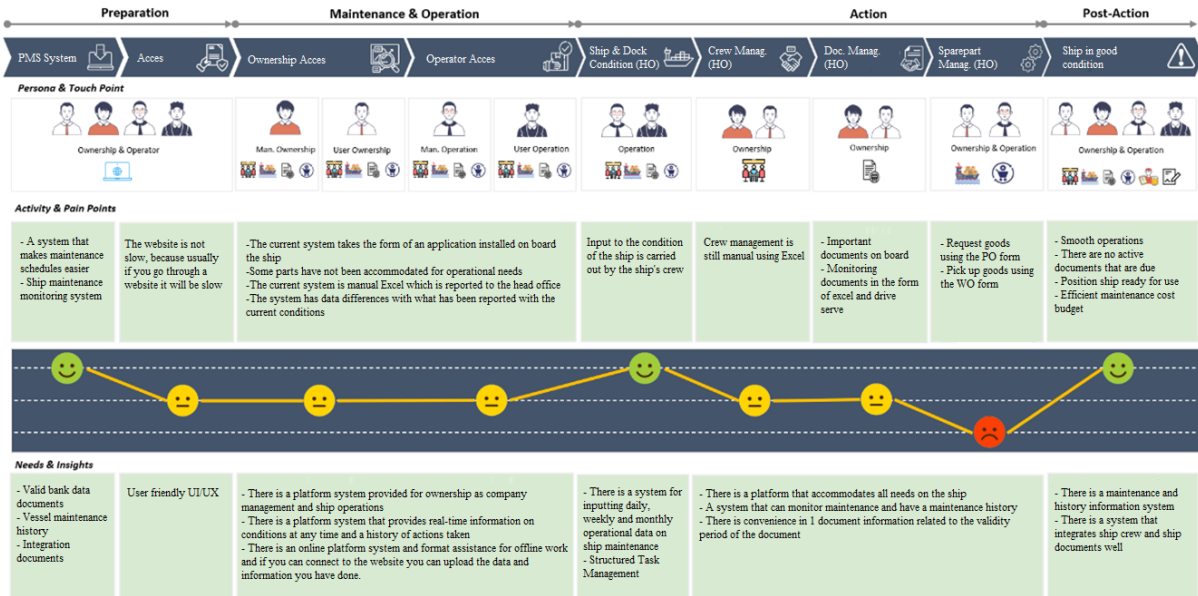 Preparation
Maintenance & Operation
Action
Post-Action
PMS System
Acces
Ownership Acces
Operator Acces
Ship & Dock
Condition (HO)
Crew Manag.
(HO)
Doc. Manag.
(HO)
Sparepart
Manag. (HO)
Ship in good
condition
Persona & Touch Point
Ownership & Operator
Man. Ownership
User Ownership
Man. Operation
User Operation
Operation
Ownership
Ownership
Ownership & Operation
Ownership & Operation
Activity & Pain Points
- A system that
makes maintenance
schedules easier
- Ship maintenance
monitoring system
The website is not
slow, because usually
if you go through a
website it will be slow
-The current system takes the form of an application installed on board
the ship
-Some parts have not been accommodated for operational needs
-The current system is manual Excel which is reported to the head office
-The system has data differences with what has been reported with the
current conditions
Input to the condition
of the ship is carried
out by the ship's crew
Crew management is
still manual using Excel
- Important
documents on board
- Monitoring
documents in the form
of excel and drive
serve
- Request goods
using the PO form
- Pick up goods using
the WO form
- Smooth operations
- There are no active
documents that are due
- Position ship ready for use
- Efficient maintenance cost
budget
Needs & Insights
- Valid bank data
documents
- Vessel maintenance
history
- Integration
documents
User friendly UI/UX
- There is a platform system provided for ownership as company
management and ship operations
- There is a platform system that provides real-time information on
conditions at any time and a history of actions taken
- There is an online platform system and format assistance for offline work
and if you can connect to the website you can upload the data and
information you have done.
- There is a system for
inputting daily,
weekly and monthly
operational data on
ship maintenance
- Structured Task
Management
- There is a platform that accommodates all needs on the ship
- A system that can monitor maintenance and have a maintenance history
- There is convenience in 1 document information related to the validity
period of the document
- There is a maintenance and
history information system
- There is a system that
integrates ship crew and ship
documents well